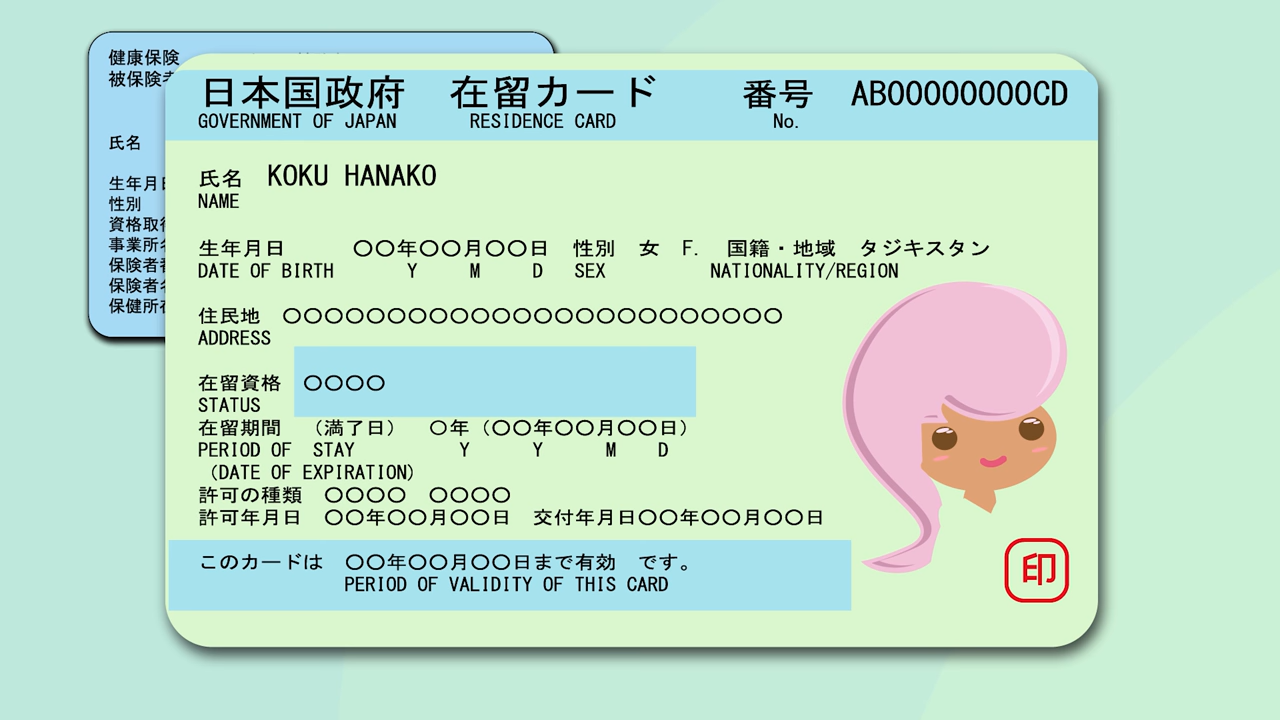 健康保険
被保険者
氏名
生年月日
性別
資格取得
事業所名
保険者番
保険者名
保健所在
日本国政府 在留カード 番号 AB00000000CD
GOVERNMENT OF JAPAN RESIDENCE CARD No.
氏名 KOKU HANAKO
NAME
生年月日 〇〇年〇〇月〇〇日 性別 女 F. 国籍・地域 タジキスタン
DATE OF BIRTH Y M D SEX NATIONALITY/REGION
住民地 〇〇〇〇〇〇〇〇〇〇〇〇〇〇〇〇〇〇〇〇〇〇〇〇
ADDRESS
在留資格 〇〇〇〇
STATUS
在留期間 (満了日) 〇年(〇〇年〇〇月〇〇日)
PERIOD OF STAY Y Y M D
(DATE OF EXPIRATION)
許可の種類 〇〇〇〇 〇〇〇〇
許可年月日 〇〇年〇〇月〇〇日 交付年月日〇〇年〇〇月〇〇日
このカードは 〇〇年〇〇月〇〇日まで有効 です。
PERIOD OF VALIDITY OF THIS CARD
印